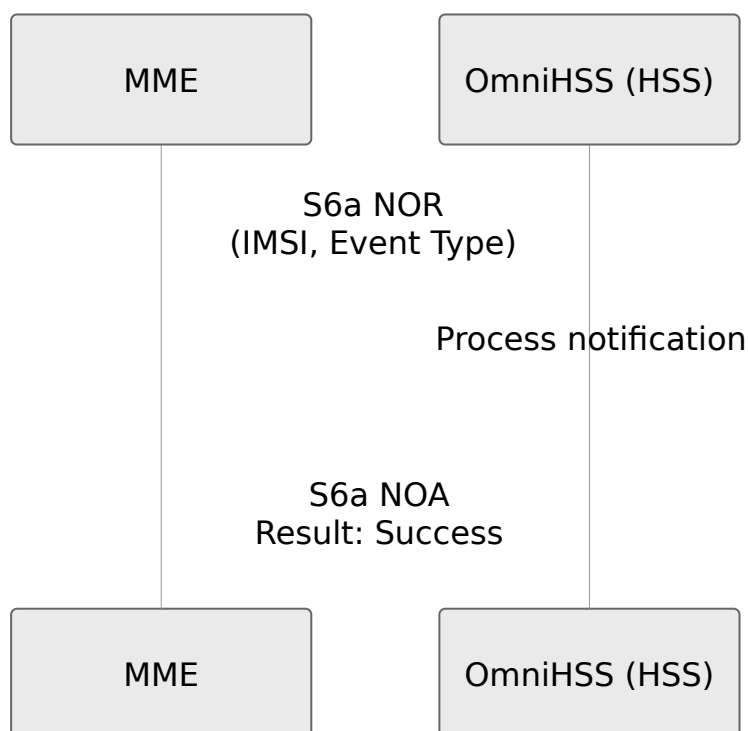 MME
OmniHSS (HSS)
S6a NOR
(IMSI, Event Type)
Process notification
S6a NOA
Result: Success
MME
OmniHSS (HSS)